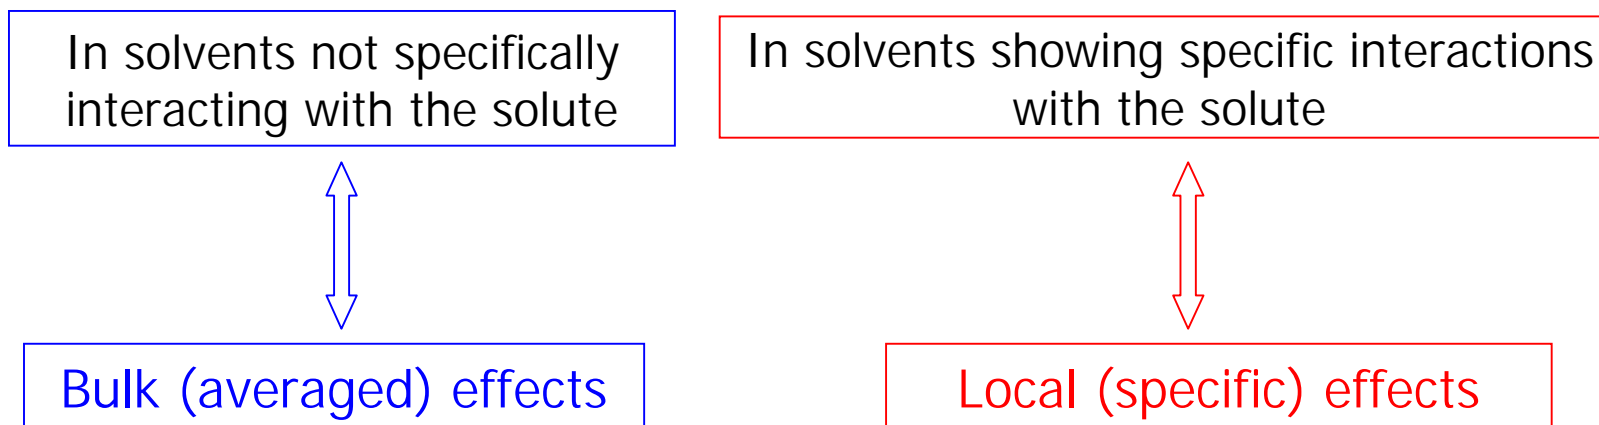 In solvents not specifically
interacting with the solute
In solvents showing specific interactions
with the solute
Bulk (averaged) effects
Local (specific) effects